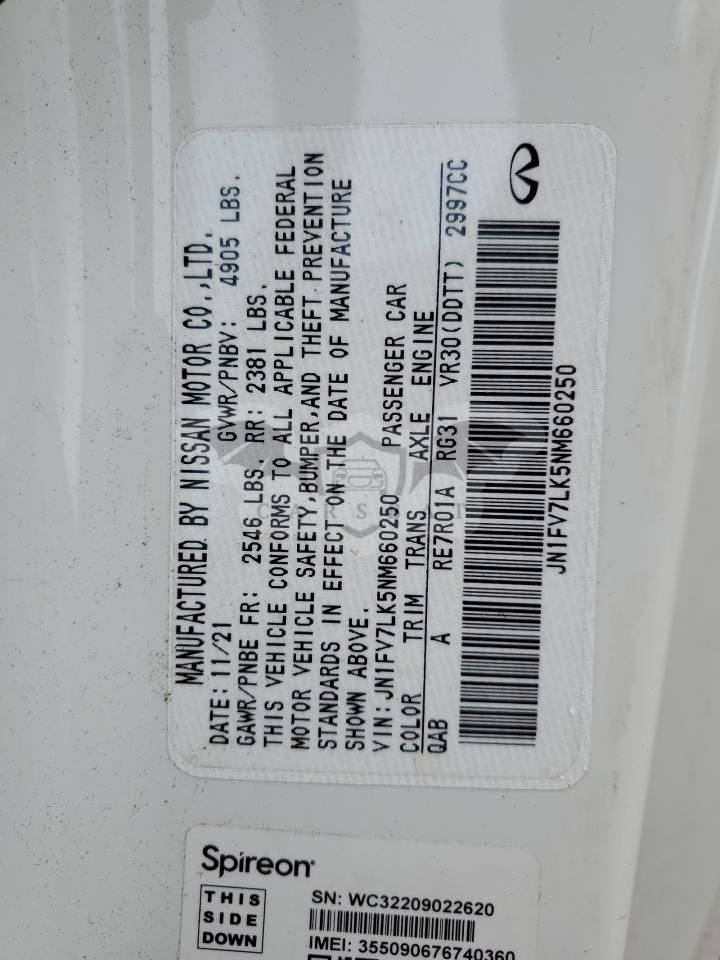 MANUFACTURED BY NISSAN MOTOR CO.,LTD.
DATE: 11/21 GVWR/PNBV: 4905 LBS.
GAWR/PNBE FR: 2546 LBS. RR: 2381 LBS.
THIS VEHICLE CONFORMS TO ALL APPLICABLE FEDERAL
MOTOR VEHICLE SAFETY,BUMPER,AND THEFT PREVENTION
STANDARDS IN EFFECT ON THE DATE OF MANUFACTURE
SHOWN ABOVE.
VIN: JN1FV7LK5NM660250 PASSENGER CAR
COLOR TRIM TRANS AXLE ENGINE
QAB A RE7R01A RG31 VR30(DDTT) 2997CC
JN1FV7LK5NM660250
Spireon
THIS
SIDE
DOWN
SN: WC32209022620
IMEI: 355090676740360